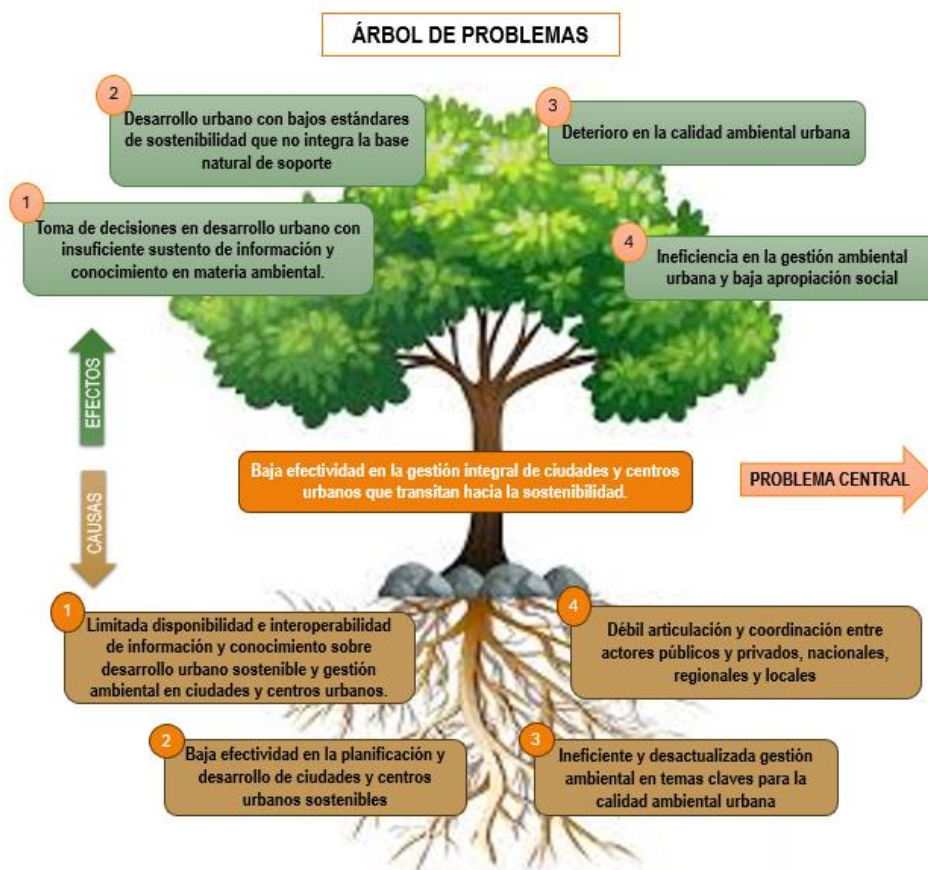 ÁRBOL DE PROBLEMAS
2
Desarrollo urbano con bajos estándares
de sostenibilidad que no integra la base
natural de soporte
3
Deterioro en la calidad ambiental urbana
1
Toma de decisiones en desarrollo urbano con
insuficiente sustento de información y
conocimiento en materia ambiental.
4
Ineficiencia en la gestión ambiental
urbana y baja apropiación social
EFECTOS
Baja efectividad en la gestión integral de ciudades y centros
urbanos que transitan hacia la sostenibilidad.
PROBLEMA CENTRAL
CAUSAS
1
Limitada disponibilidad e interoperabilidad
de información y conocimiento sobre
desarrollo urbano sostenible y gestión
ambiental en ciudades y centros urbanos.
4
Débil articulación y coordinación entre
actores públicos y privados, nacionales,
regionales y locales
2
Baja efectividad en la planificación y
desarrollo de ciudades y centros
urbanos sostenibles
3
Ineficiente y desactualizada gestión
ambiental en temas claves para la
calidad ambiental urbana